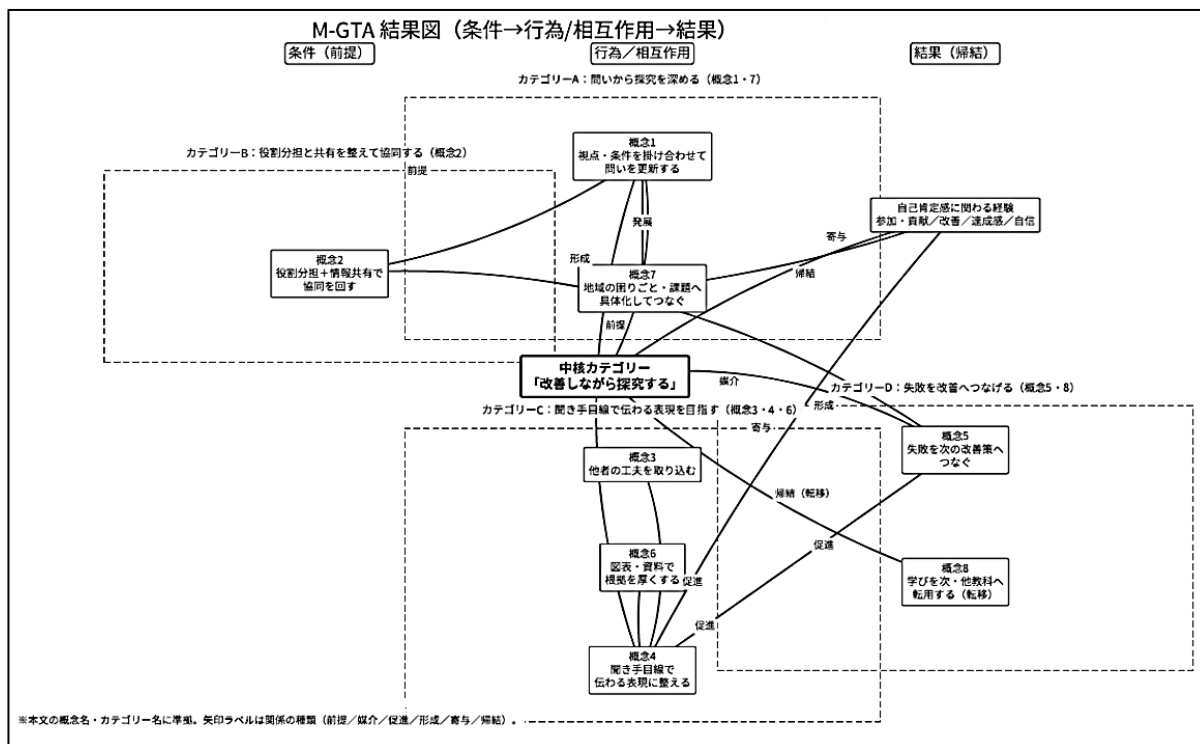 M-GTA 結果図（条件→行為/相互作用→結果）
条件（前提）
行為／相互作用
結果（帰結）
カテゴリーA：問いから探究を深める（概念1・7）
概念1
視点・条件を掛け合わせて
問いを更新する
カテゴリーB：役割分担と共有を整えて協同する（概念2）
前提
自己肯定感に関わる経験
参加・貢献／改善／達成感／自信
発展
寄与
概念2
役割分担＋情報共有で
協同を回す
形成
概念7
地域の困りごと・課題へ
具体化してつなぐ
帰結
前提
中核カテゴリー
「改善しながら探究する」
媒介
カテゴリーD：失敗を改善へつなげる（概念5・8）
カテゴリーC：聞き手目線で伝わる表現を目指す（概念3・4・6）
形成
寄与
概念5
失敗を次の改善策へ
つなぐ
概念3
他者の工夫を取り込む
帰結（転移）
促進
概念6
図表・資料で
根拠を厚くする
促進
概念8
学びを次・他教科へ
転用する（転移）
促進
概念4
聞き手目線で
伝わる表現に整える
※本文の概念名・カテゴリー名に準拠。矢印ラベルは関係の種類（前提／媒介／促進／形成／寄与／帰結）。